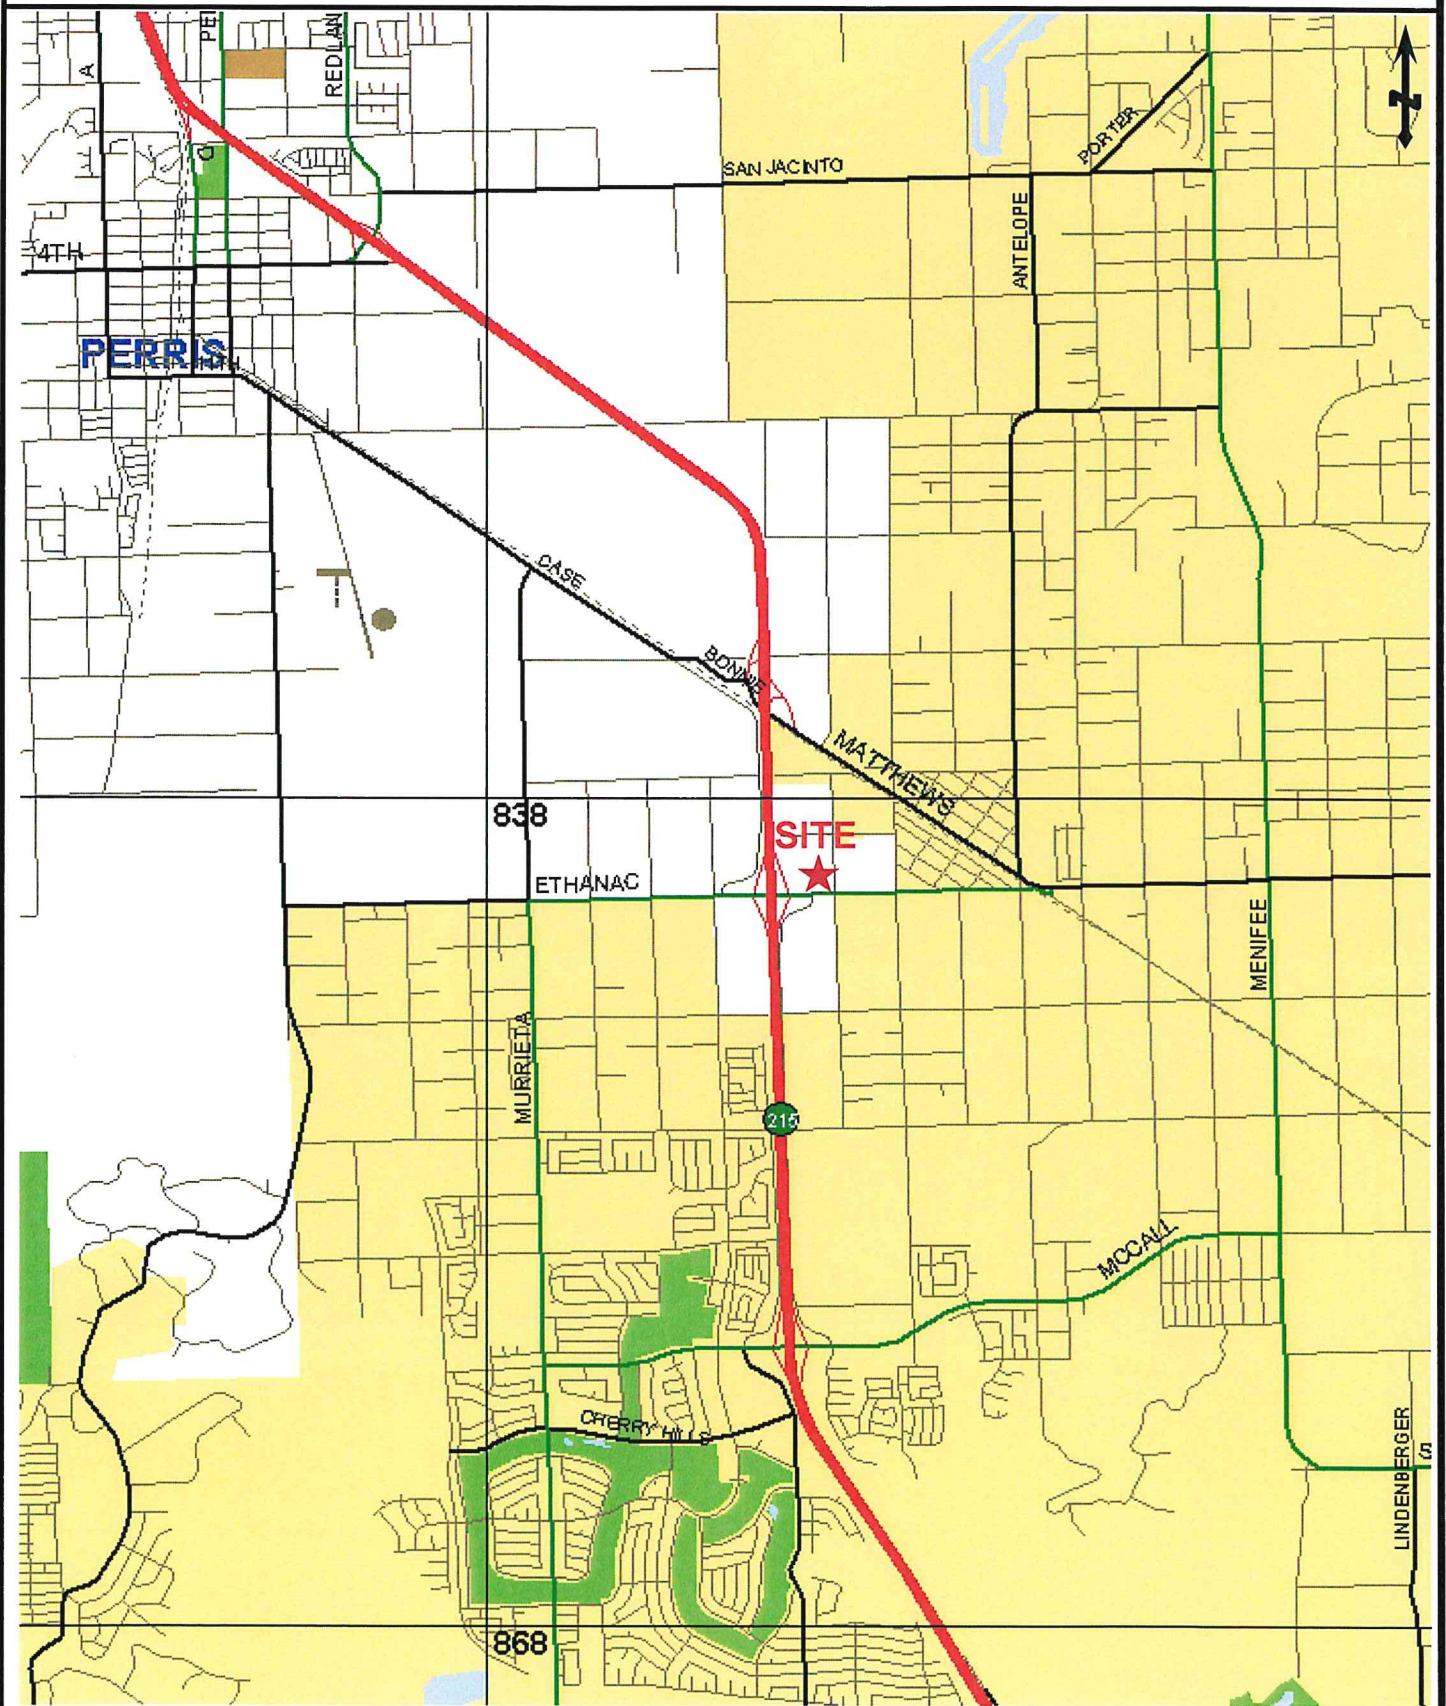 A
REDLAN
D
PORTER
SAN JACINTO
ANTELOPE
4TH
PERRIS
CASE
BONNIE
MATTHEWS
838
SITE
ETHANAC
MENIFEE
MURRIETA
215
MCCALL
CHERRY HILLS
LINDENBERGER
868
N